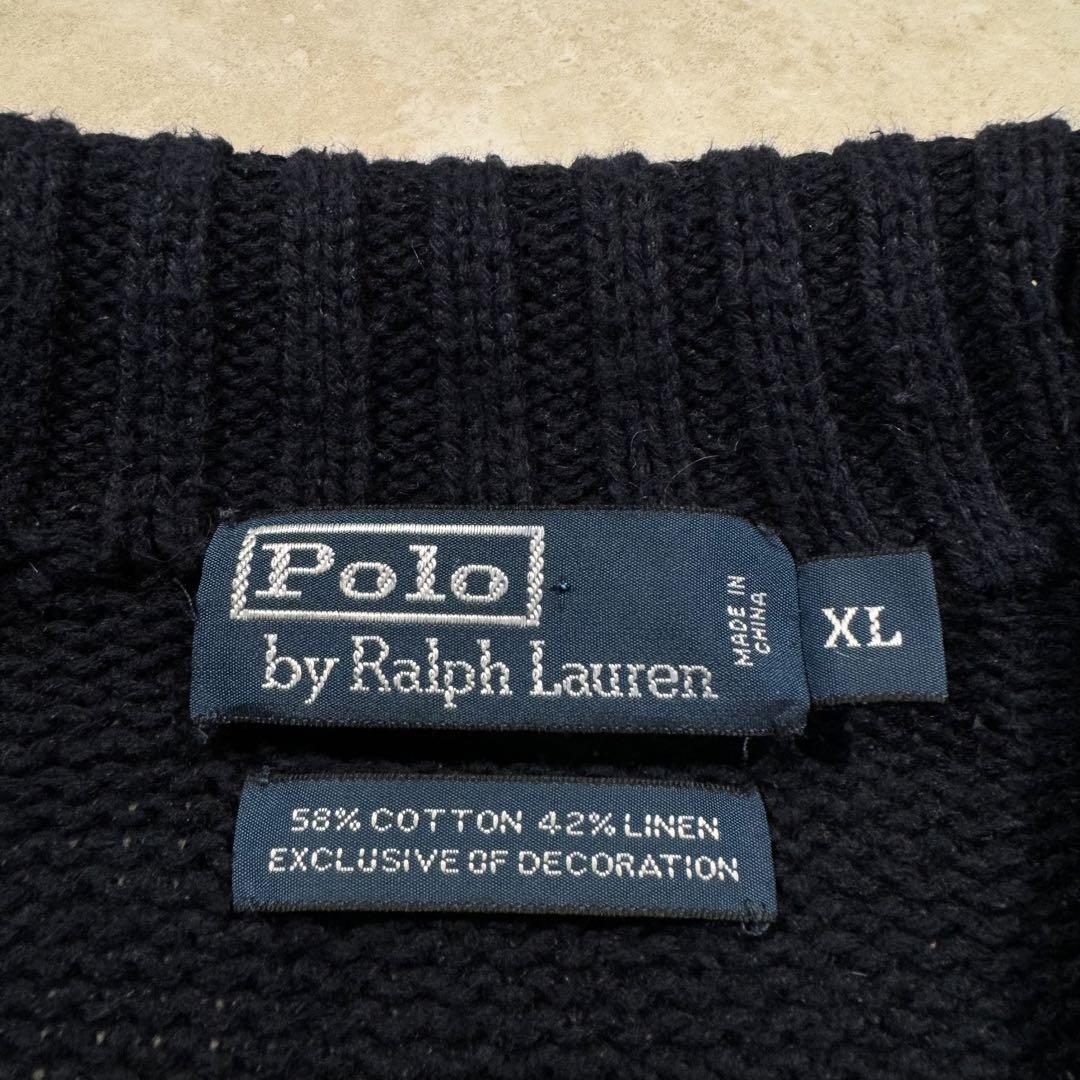 Polo
by Ralph Lauren
MADE IN
CHINA
XL
58% COTTON 42% LINEN
EXCLUSIVE OF DECORATION